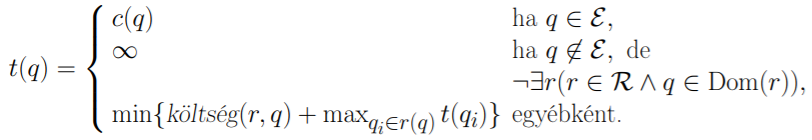 c(q) ha q ∈ ℰ,
∞ ha q ∉ ℰ, de
t(q) = ¬∃r(r ∈ ℛ ∧ q ∈ Dom(r)),
min{költség(r, q) + max_{q_i∈r(q)} t(q_i)} egyébként.